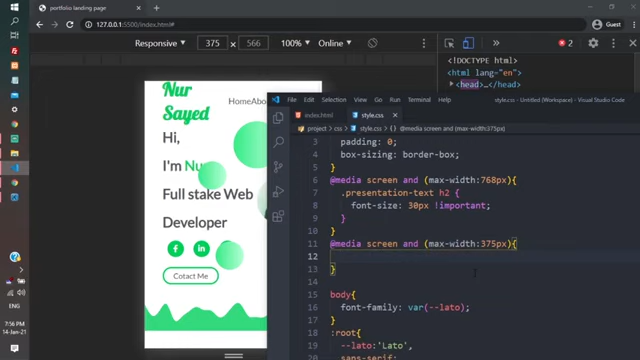 portfolio landing page
127.0.0.1:5500/index.html#
Guest
Responsive
375
×
566
100%
Online
2
Nur
Sayed
HomeAbo
Hi,
I'm Nu
Full stake Web
Developer
Cotact Me
<!DOCTYPE html>
<html lang="en">
<head>…</head>
File Edit View Go Run Terminal Help style.css - Untitled (Workspace) - Visual Studio Code
index.html
style.css
project > css > style.css > @media screen and (max-width:375px)
3 padding: 0;
4 box-sizing: border-box;
5 }
6 @media screen and (max-width:768px){
7 .presentation-text h2 {
8 font-size: 30px !important;
9 }
10 }
11 @media screen and (max-width:375px){
12
13 }
14
15 body{
16 font-family: var(--lato);
17 }
18 :root{
19 --lato:'Lato',
sans-serif;
ENG
7:56 PM
14-Jan-21